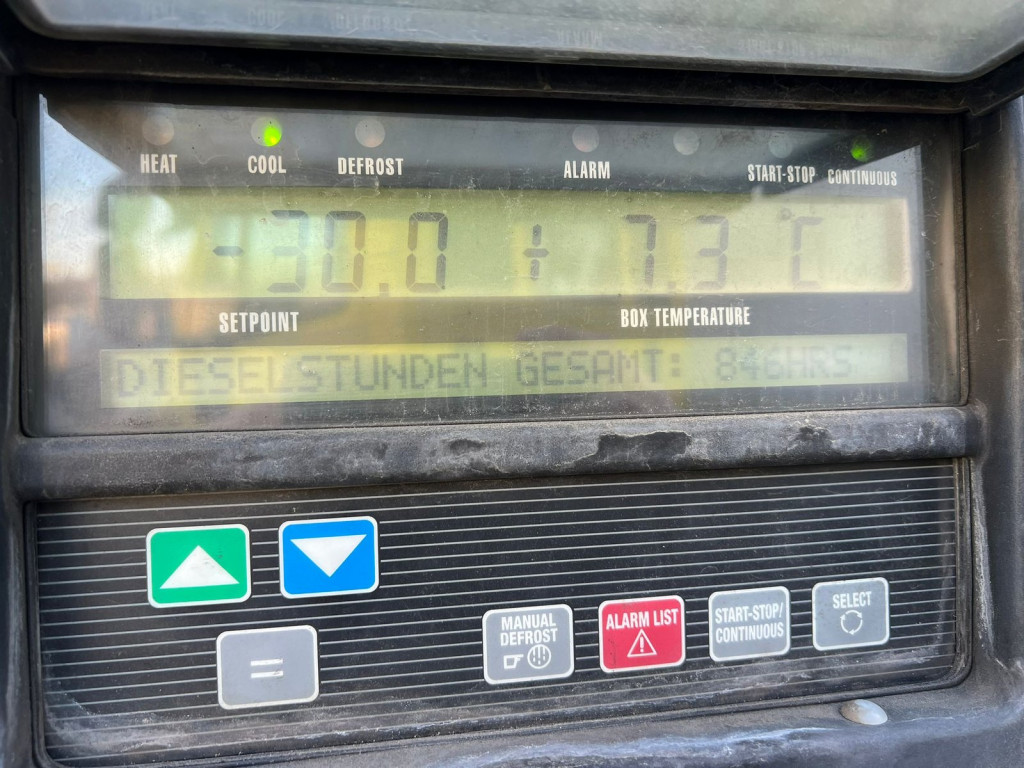 HEAT COOL DEFROST ALARM START-STOP CONTINUOUS
-30.0 + 7.3 C
SETPOINT BOX TEMPERATURE
DIESELSTUNDEN GESAMT: 846HRS
MANUAL
DEFROST
ALARM LIST
START-STOP/
CONTINUOUS
SELECT
=